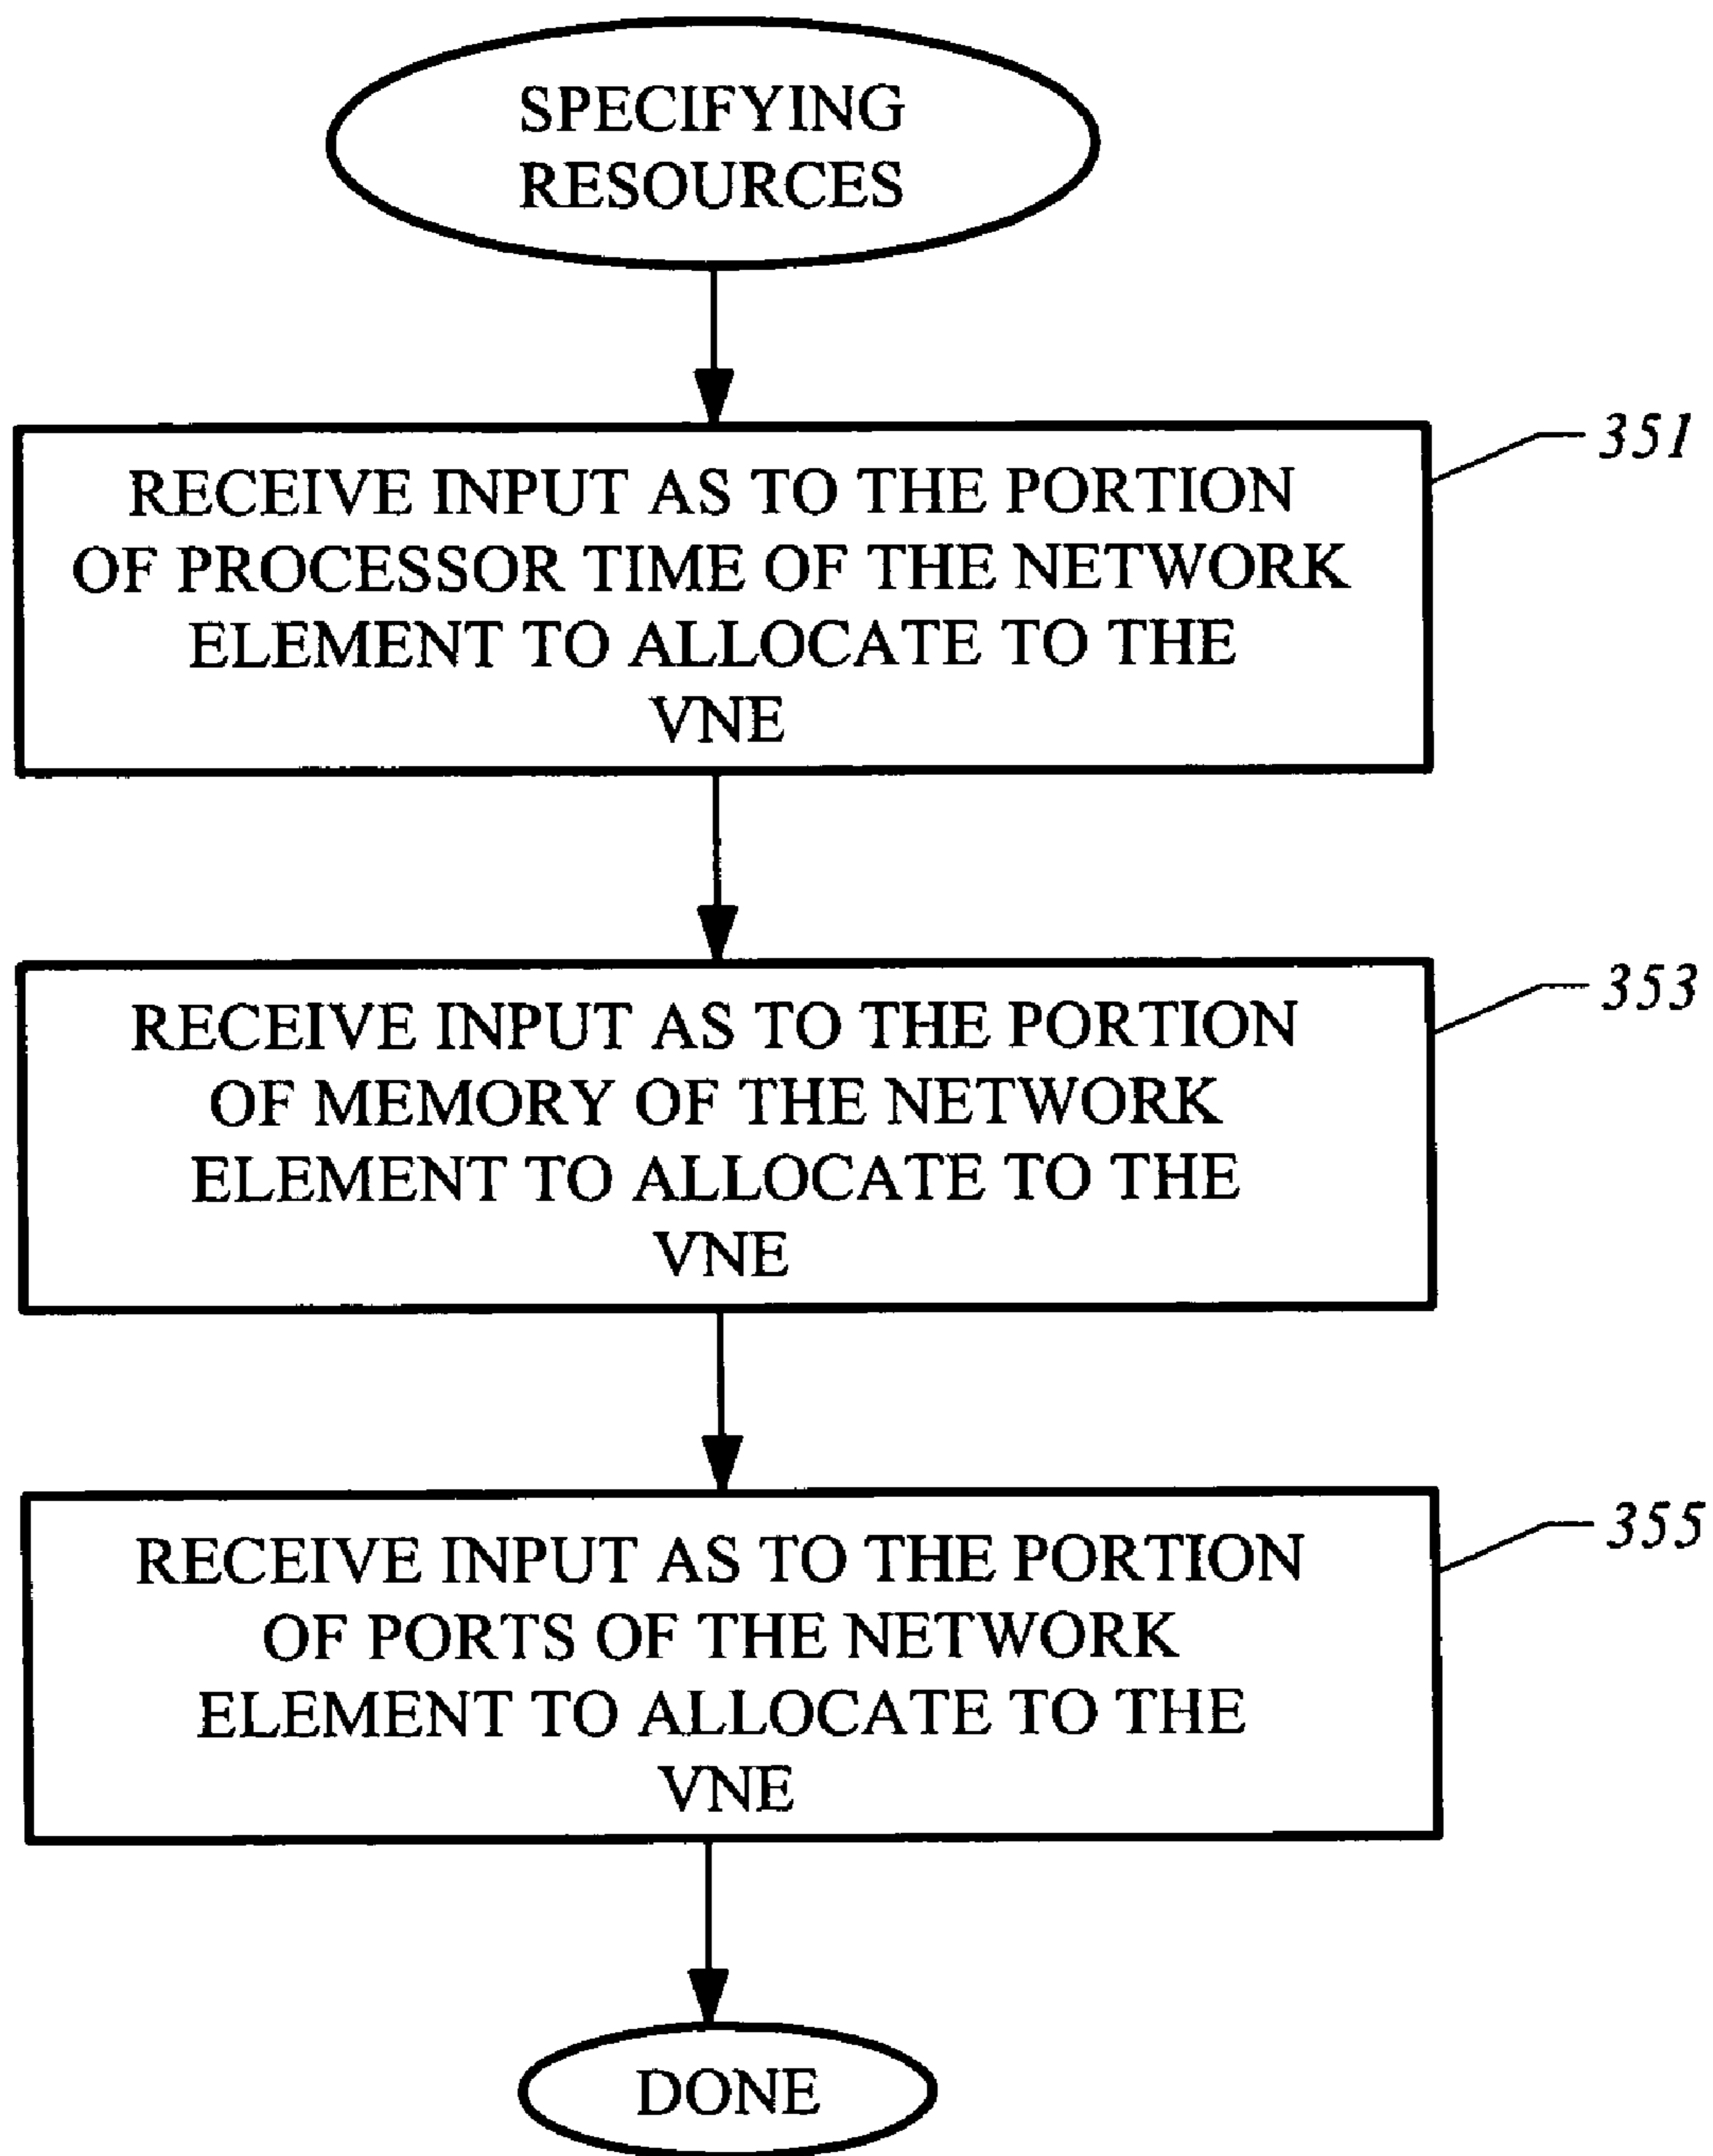 SPECIFYING
RESOURCES
351
RECEIVE INPUT AS TO THE PORTION
OF PROCESSOR TIME OF THE NETWORK
ELEMENT TO ALLOCATE TO THE
VNE
353
RECEIVE INPUT AS TO THE PORTION
OF MEMORY OF THE NETWORK
ELEMENT TO ALLOCATE TO THE
VNE
355
RECEIVE INPUT AS TO THE PORTION
OF PORTS OF THE NETWORK
ELEMENT TO ALLOCATE TO THE
VNE
DONE